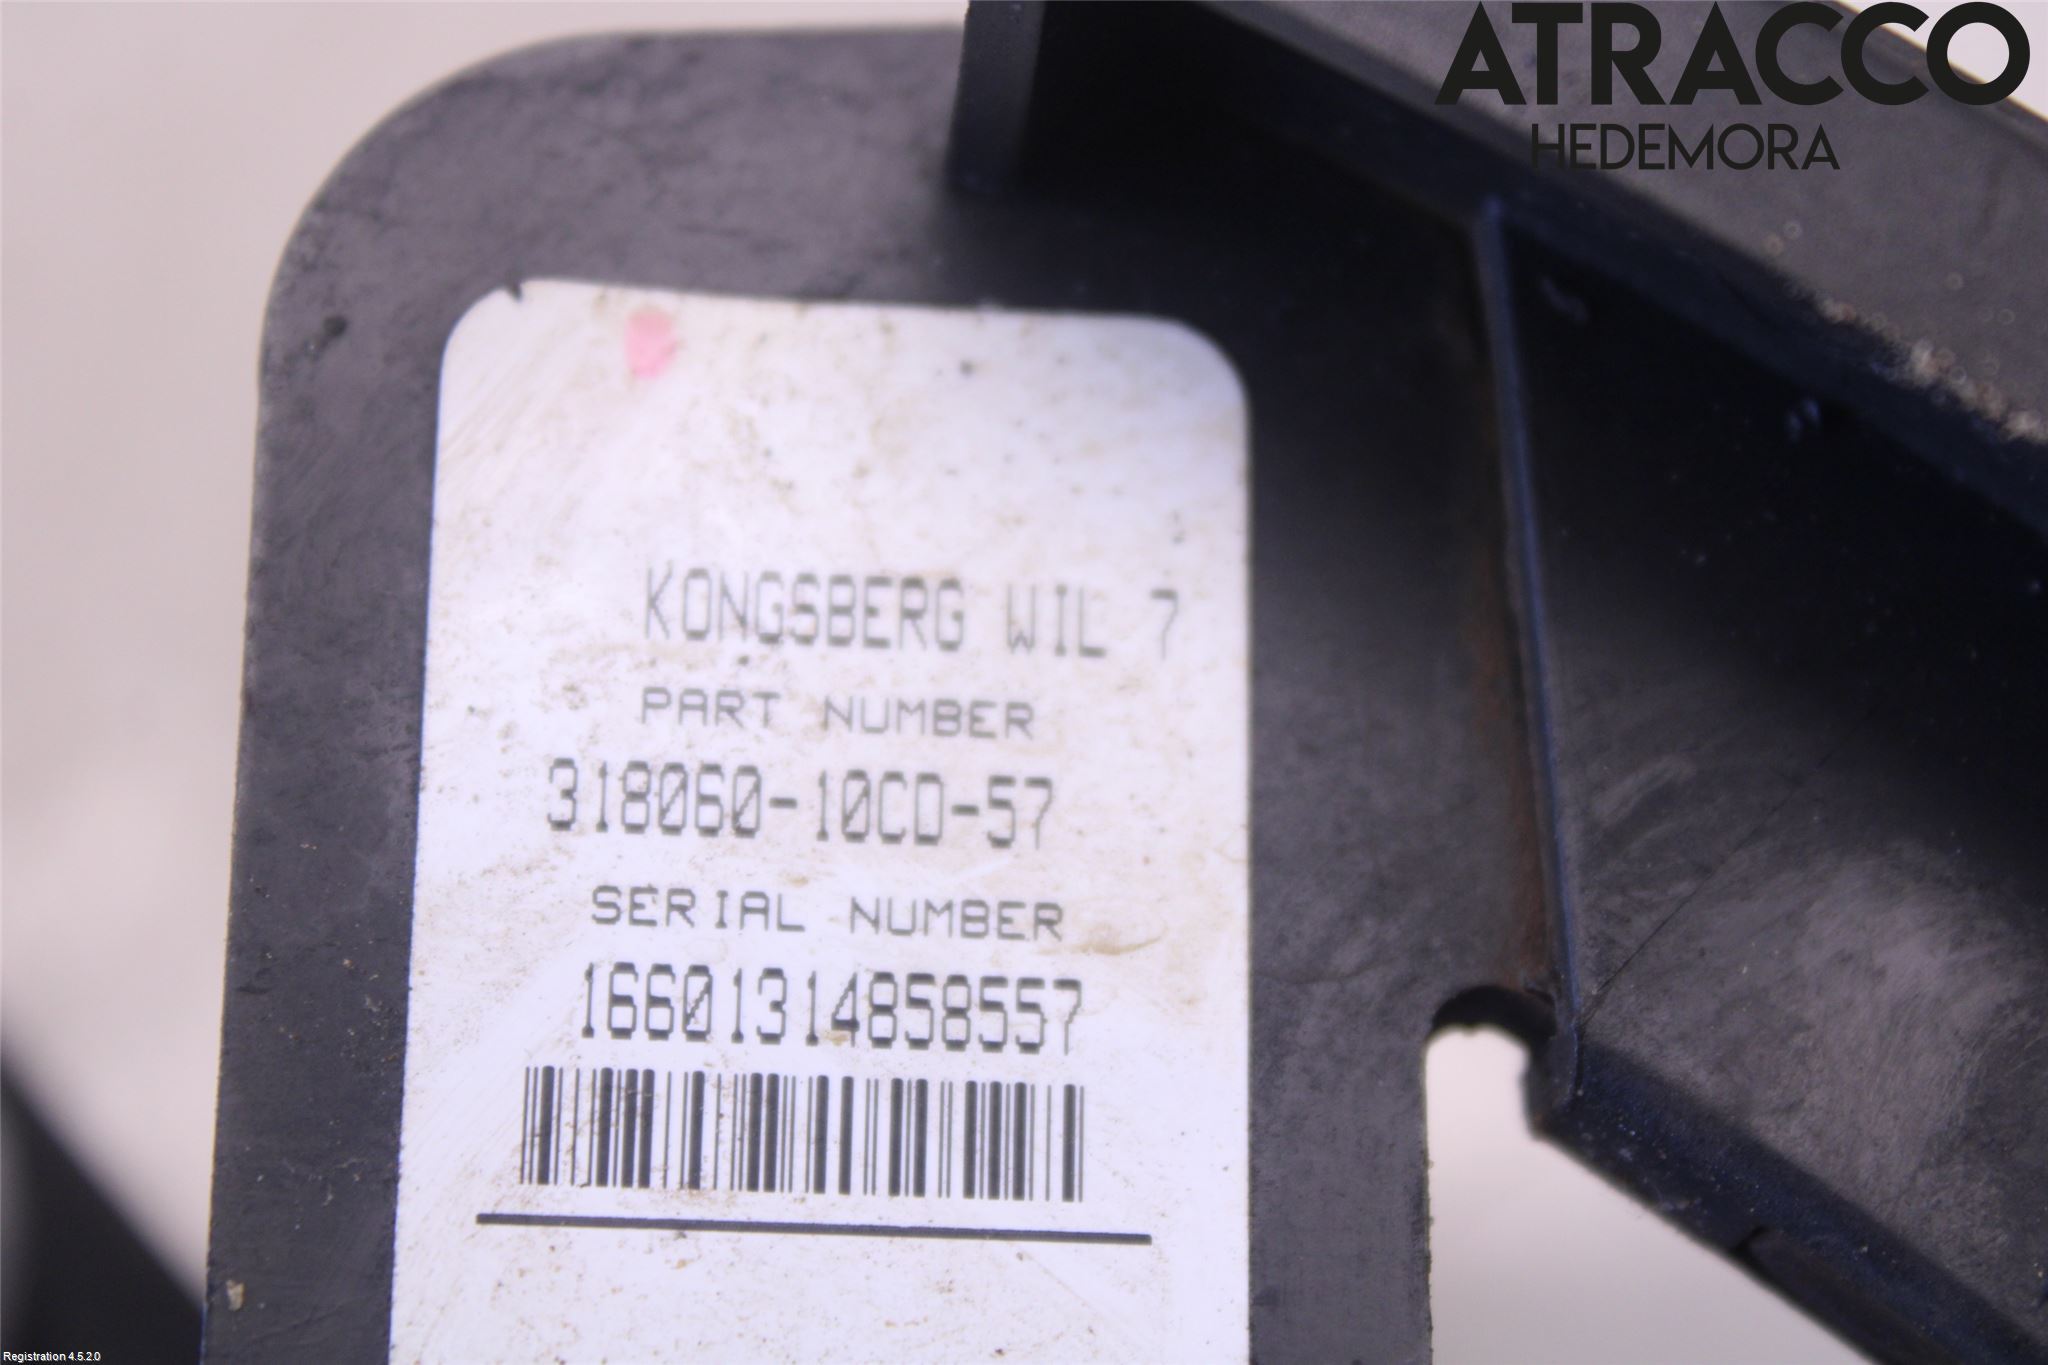 ATRACCO
HEDEMORA
KONGSBERG WIL 7
PART NUMBER
318060-10CD-57
SERIAL NUMBER
16601314858557
Registration 4.5.2.0